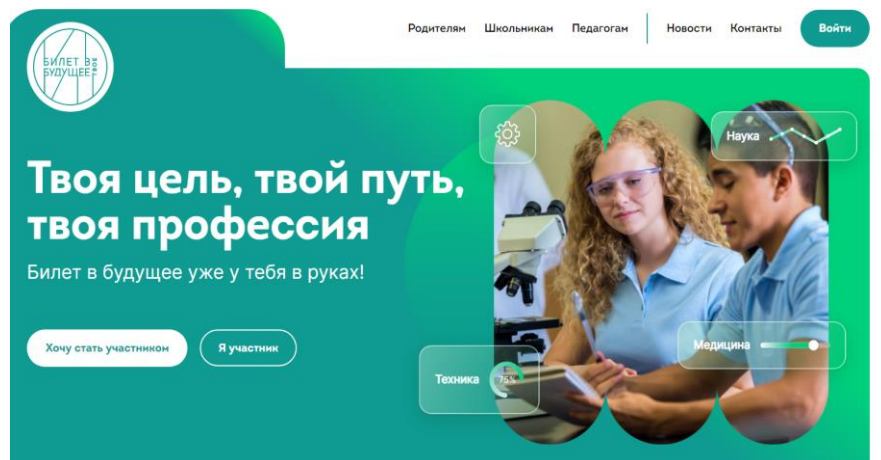 Родителям Школьникам Педагогам Новости Контакты Войти
БИЛЕТ В
БУДУЩЕЕ
Наука
Твоя цель, твой путь,
твоя профессия
Билет в будущее уже у тебя в руках!
Хочу стать участником Я участник
Медицина
Техника 75%